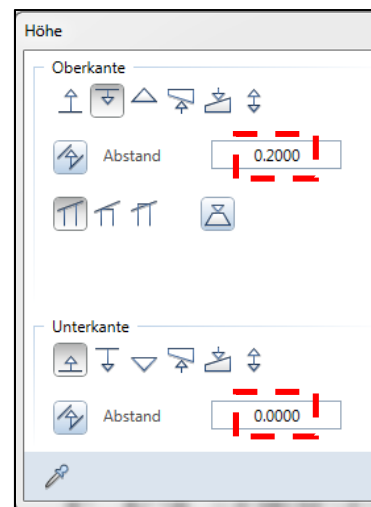 Höhe
Oberkante
Abstand 0.2000
Unterkante
Abstand 0.0000